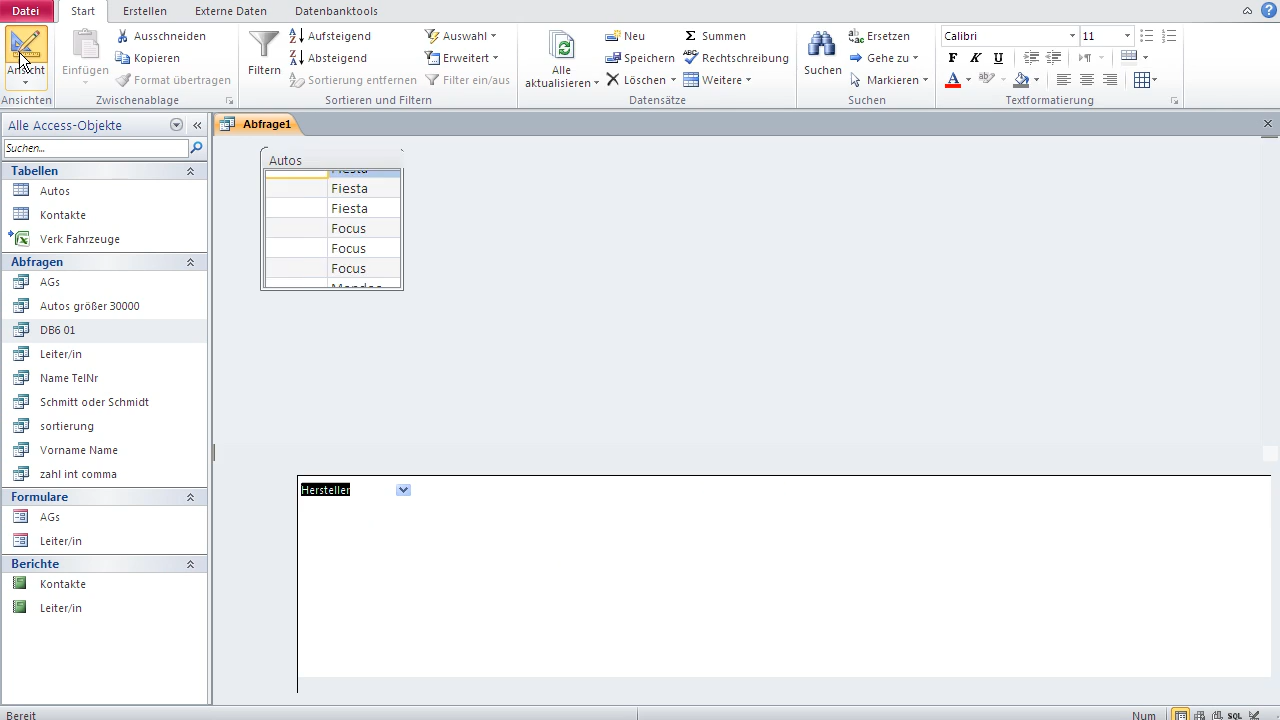 Datei Start Erstellen Externe Daten Datenbanktools
Ansicht
Ansichten
Einfügen
Ausschneiden
Kopieren
Format übertragen
Zwischenablage
Filtern
Aufsteigend
Absteigend
Sortierung entfernen
Auswahl
Erweitert
Filter ein/aus
Sortieren und Filtern
Alle
aktualisieren
Neu
Speichern
Löschen
Summen
Rechtschreibung
Weitere
Datensätze
Suchen
Ersetzen
Gehe zu
Markieren
Suchen
Calibri 11
F K U
Textformatierung
Alle Access-Objekte
Suchen...
Tabellen
Autos
Kontakte
Verk Fahrzeuge
Abfragen
AGs
Autos größer 30000
DB6 01
Leiter/in
Name TelNr
Schmitt oder Schmidt
sortierung
Vorname Name
zahl int comma
Formulare
AGs
Leiter/in
Berichte
Kontakte
Leiter/in
Abfrage1
Autos
Fiesta
Fiesta
Fiesta
Focus
Focus
Focus
Hersteller
Bereit
Num
SQL